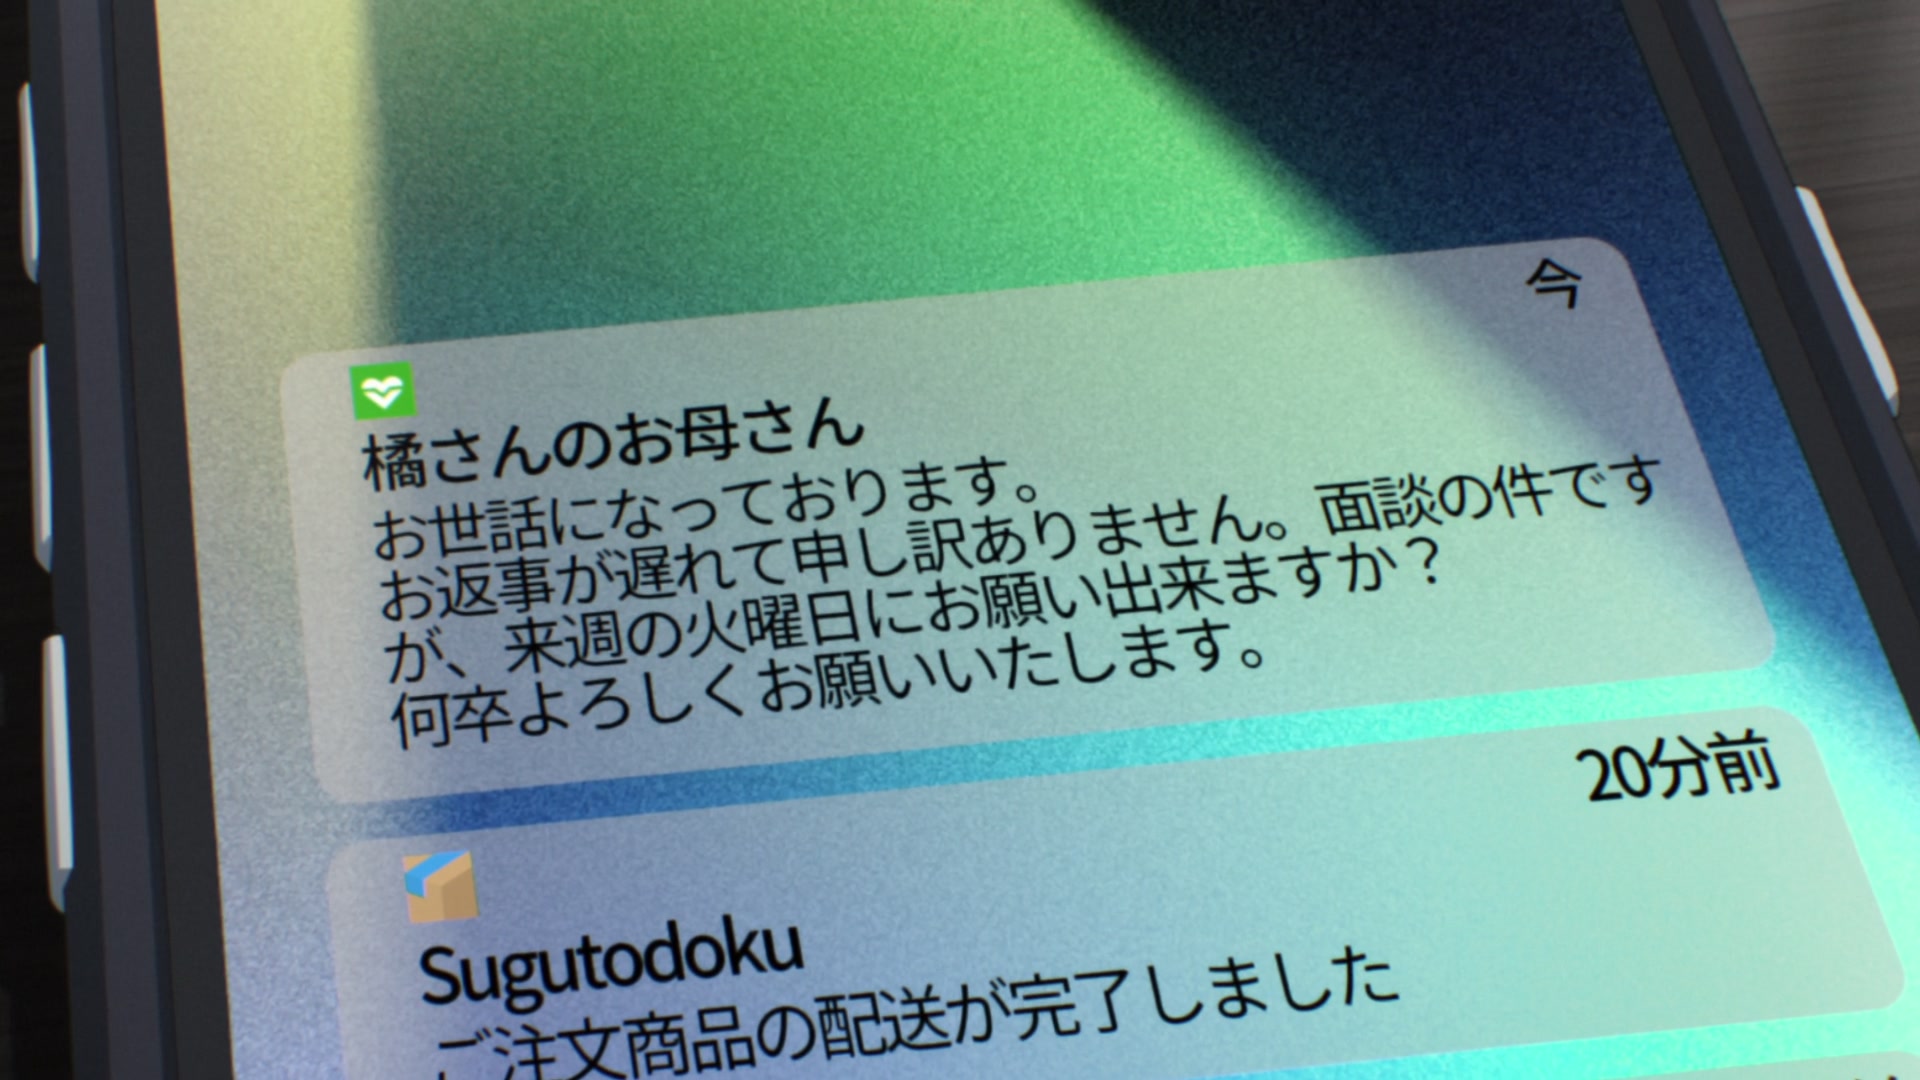 今
橘さんのお母さん
お世話になっております。
お返事が遅れて申し訳ありません。面談の件です
が、来週の火曜日にお願い出来ますか？
何卒よろしくお願いいたします。
20分前
Sugutodoku
ご注文商品の配送が完了しました